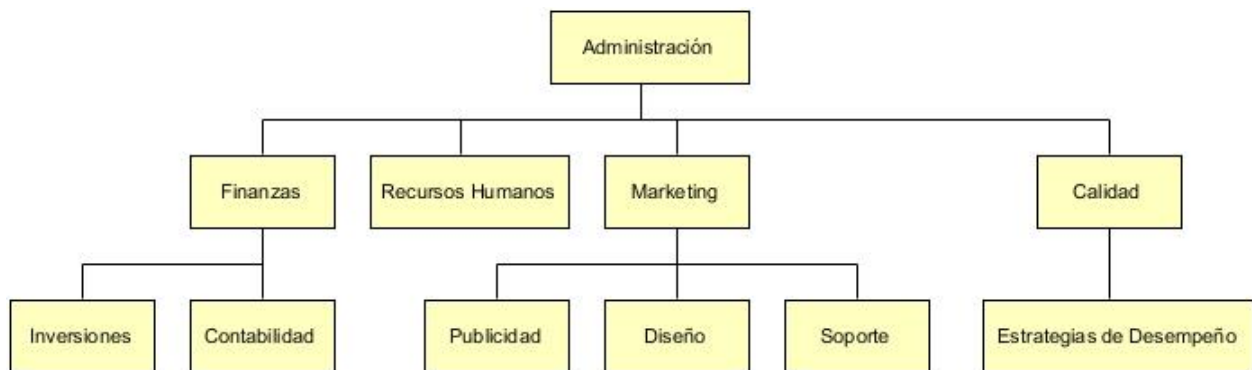 Administración
Finanzas
Recursos Humanos
Marketing
Calidad
Inversiones
Contabilidad
Publicidad
Diseño
Soporte
Estrategias de Desempeño